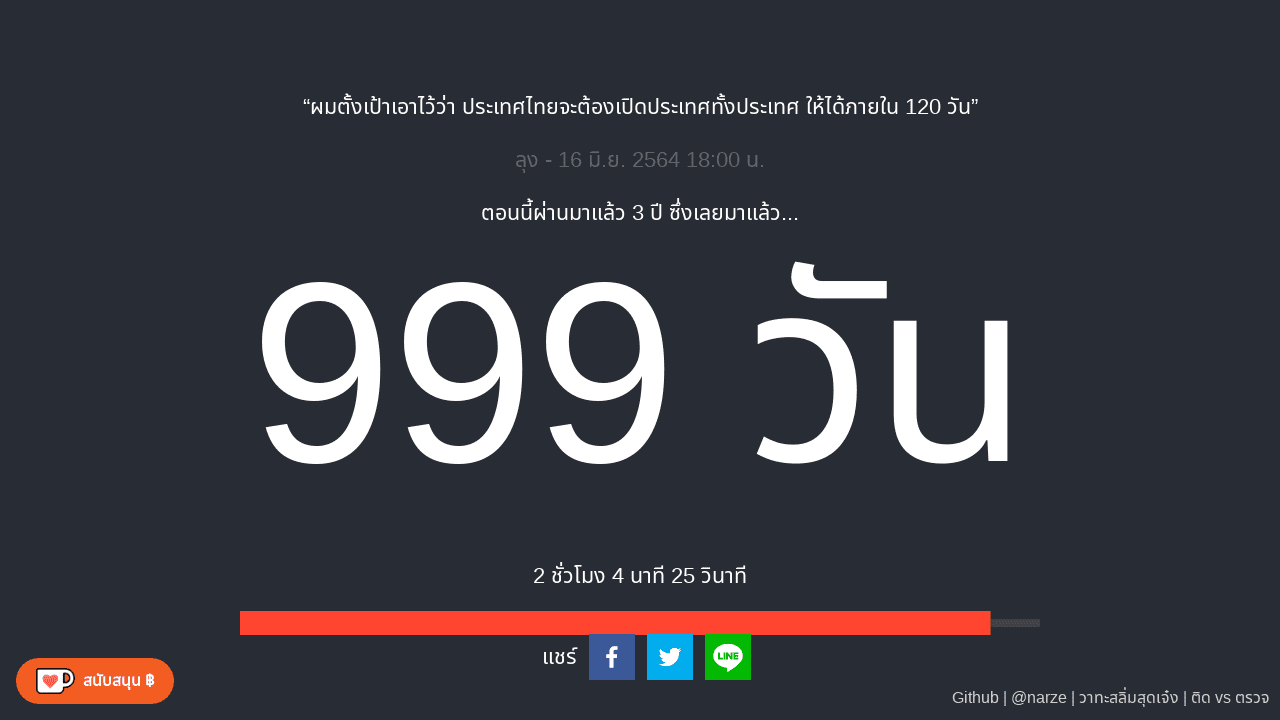 “ผมตั้งเป้าเอาไว้ว่า ประเทศไทยจะต้องเปิดประเทศทั้งประเทศ ให้ได้ภายใน 120 วัน”
ลุง - 16 มิ.ย. 2564 18:00 น.
ตอนนี้ผ่านมาแล้ว 3 ปี ซึ่งเลยมาแล้ว...
999 วัน
2 ชั่วโมง 4 นาที 25 วินาที
แชร์
LINE
สนับสนุน ฿
Github | @narze | วาทะสลิ่มสุดเจ๋ง | ติด vs ตรวจ